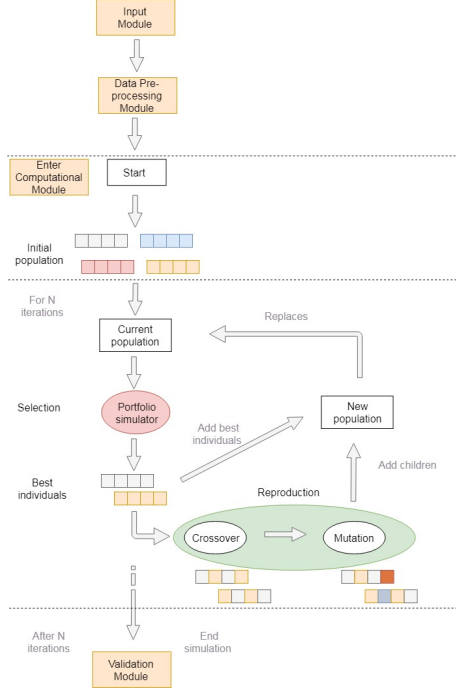 Input
Module
Data Pre-
processing
Module
Enter
Computational
Module
Start
Initial
population
For N
iterations
Current
population
Replaces
Selection
Portfolio
simulator
New
population
Add best
individuals
Add children
Best
individuals
Reproduction
Crossover
Mutation
After N
iterations
End
simulation
Validation
Module